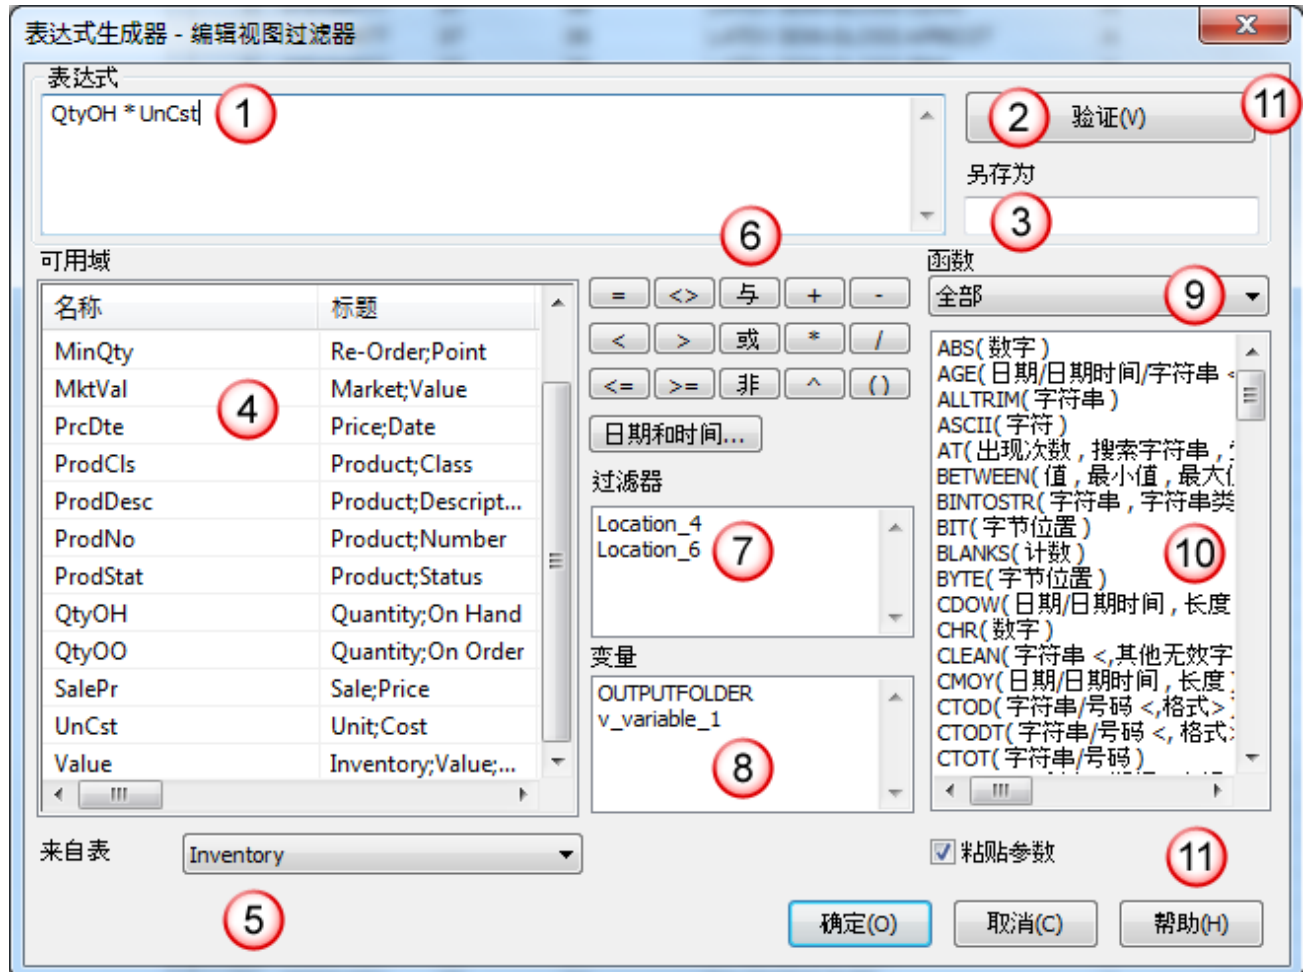 表达式生成器 - 编辑视图过滤器
表达式
QtyOH * UnCst
1
2
验证(V)
11
另存为
3
可用域
6
函数
名称 标题
MinQty Re-Order;Point
MktVal Market;Value
PrcDte Price;Date
ProdCls Product;Class
ProdDesc Product;Descript...
ProdNo Product;Number
ProdStat Product;Status
QtyOH Quantity;On Hand
QtyOO Quantity;On Order
SalePr Sale;Price
UnCst Unit;Cost
Value Inventory;Value;...
4
= <> 与 + -
< > 或 * /
<= >= 非 ^ ( )
日期和时间...
过滤器
Location_4
Location_6
7
变量
OUTPUTFOLDER
v_variable_1
8
全部
9
ABS( 数字 )
AGE( 日期/日期时间/字符串 <
ALLTRIM( 字符串 )
ASCII( 字符 )
AT( 出现次数 , 搜索字符串 ,
BETWEEN( 值 , 最小值 , 最大
BINTOSTR( 字符串 , 字符串类
BIT( 字节位置 )
BLANKS( 计数 )
BYTE( 字节位置 )
CDOW( 日期/日期时间 , 长度
CHR( 数字 )
CLEAN( 字符串 <,其他无效字
CMOY( 日期/日期时间 , 长度
CTOD( 字符串/号码 <,格式>
CTODT( 字符串/号码 <, 格式>
CTOT( 字符串/号码 )
10
来自表 Inventory
5
粘贴参数
11
确定(O) 取消(C) 帮助(H)